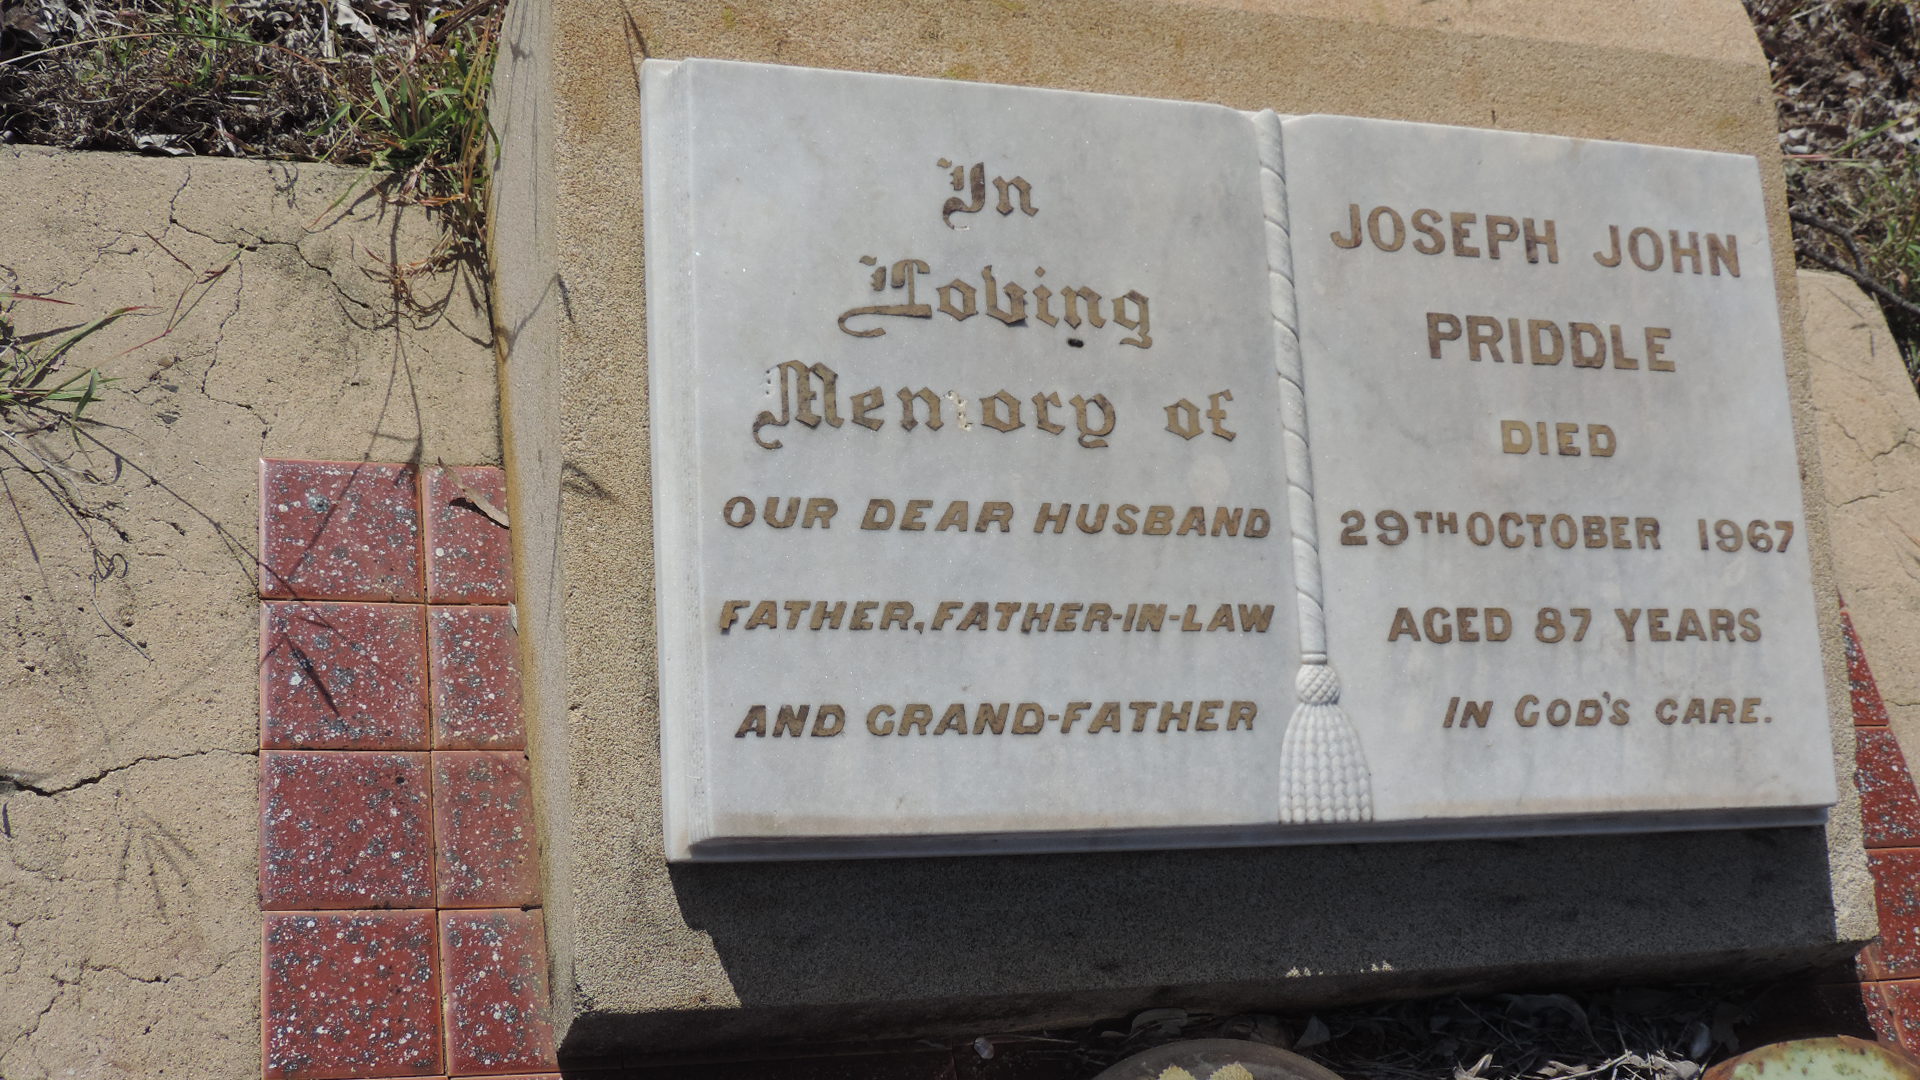 In
Loving
Memory of
OUR DEAR HUSBAND
FATHER, FATHER-IN-LAW
AND GRAND-FATHER
JOSEPH JOHN
PRIDDLE
DIED
29TH OCTOBER 1967
AGED 87 YEARS
IN GOD'S CARE.